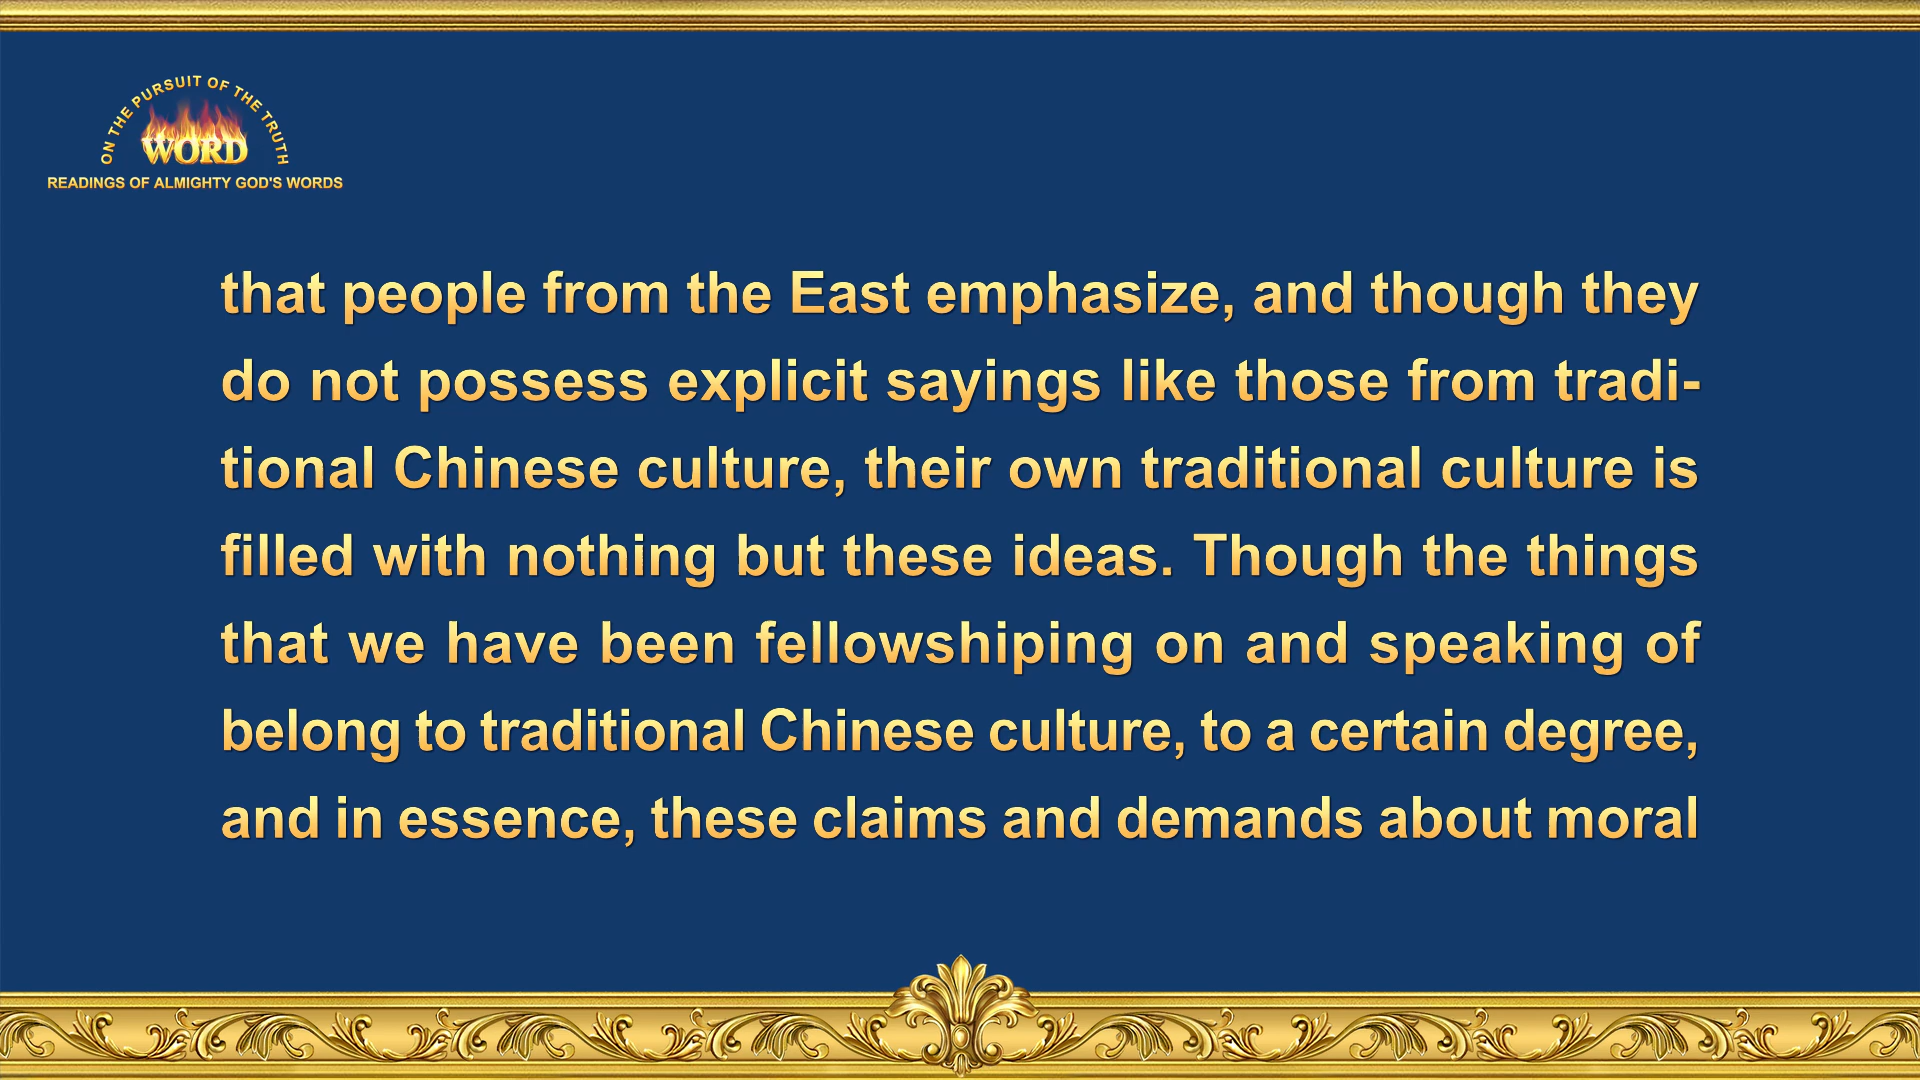 ON THE PURSUIT OF THE TRUTH
WORD
READINGS OF ALMIGHTY GOD'S WORDS
that people from the East emphasize, and though they
do not possess explicit sayings like those from tradi-
tional Chinese culture, their own traditional culture is
filled with nothing but these ideas. Though the things
that we have been fellowshiping on and speaking of
belong to traditional Chinese culture, to a certain degree,
and in essence, these claims and demands about moral